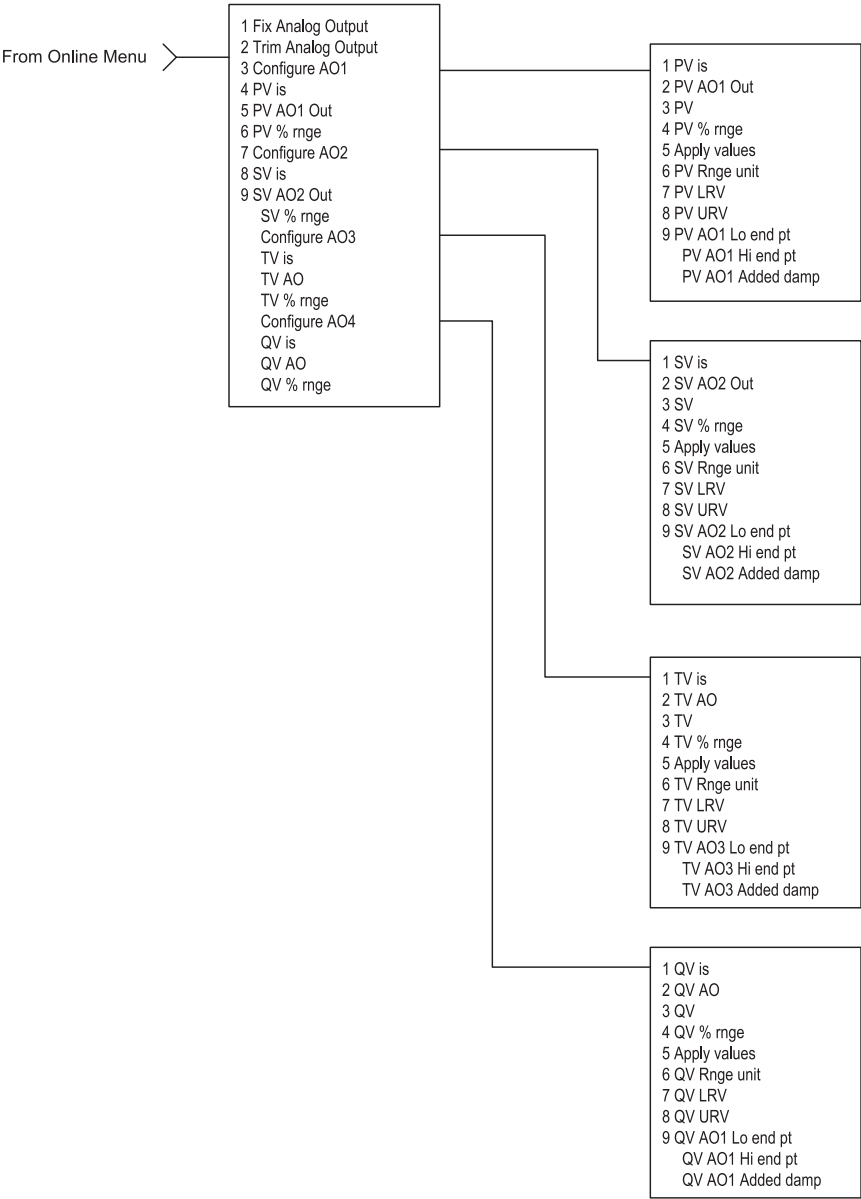 From Online Menu
1 Fix Analog Output
2 Trim Analog Output
3 Configure AO1
4 PV is
5 PV AO1 Out
6 PV % rnge
7 Configure AO2
8 SV is
9 SV AO2 Out
SV % rnge
Configure AO3
TV is
TV AO
TV % rnge
Configure AO4
QV is
QV AO
QV % rnge
1 PV is
2 PV AO1 Out
3 PV
4 PV % rnge
5 Apply values
6 PV Rnge unit
7 PV LRV
8 PV URV
9 PV AO1 Lo end pt
PV AO1 Hi end pt
PV AO1 Added damp
1 SV is
2 SV AO2 Out
3 SV
4 SV % rnge
5 Apply values
6 SV Rnge unit
7 SV LRV
8 SV URV
9 SV AO2 Lo end pt
SV AO2 Hi end pt
SV AO2 Added damp
1 TV is
2 TV AO
3 TV
4 TV % rnge
5 Apply values
6 TV Rnge unit
7 TV LRV
8 TV URV
9 TV AO3 Lo end pt
TV AO3 Hi end pt
TV AO3 Added damp
1 QV is
2 QV AO
3 QV
4 QV % rnge
5 Apply values
6 QV Rnge unit
7 QV LRV
8 QV URV
9 QV AO1 Lo end pt
QV AO1 Hi end pt
QV AO1 Added damp